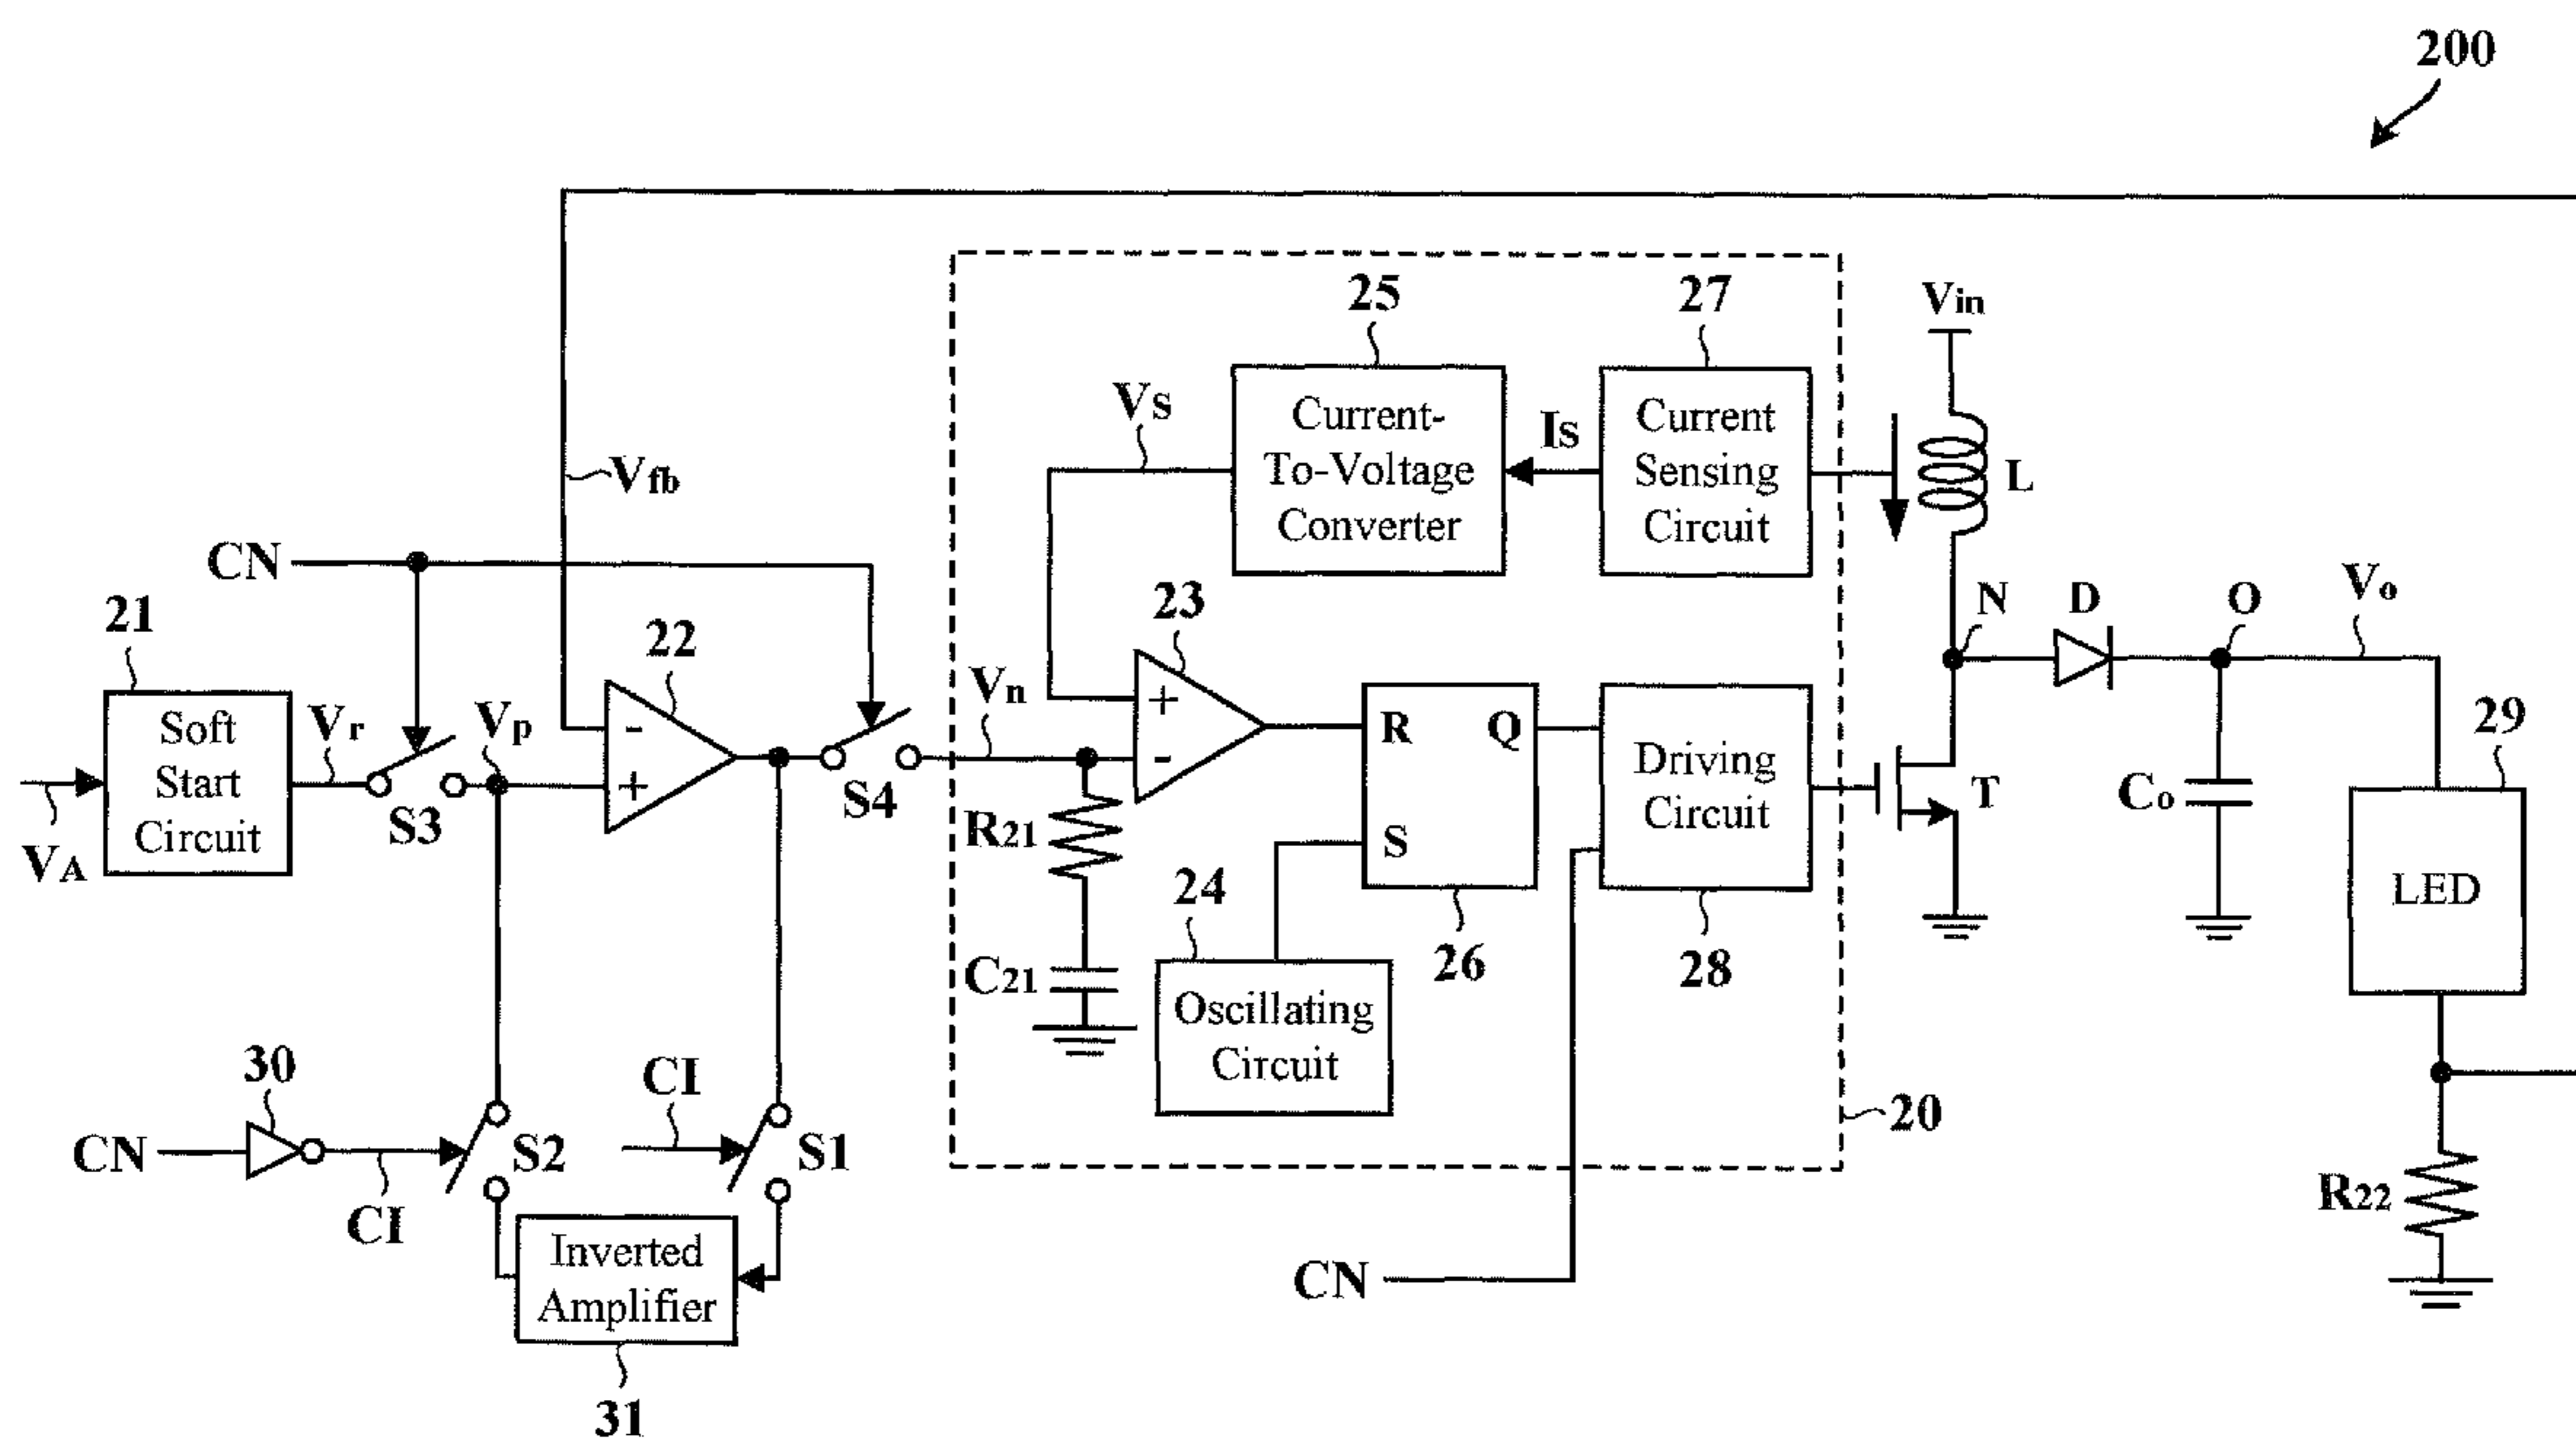 200
25
27
Vin
Current-
To-Voltage
Converter
Current
Sensing
Circuit
Vs
Is
L
Vfb
CN
21
22
23
N
D
O
Vo
Soft
Start
Circuit
Vr
Vp
-
+
S3
S4
Vn
+
-
R
Q
S
Driving
Circuit
T
Co
29
LED
VA
R21
24
26
28
C21
Oscillating
Circuit
30
CN
CI
S2
CI
S1
20
R22
Inverted
Amplifier
CN
31